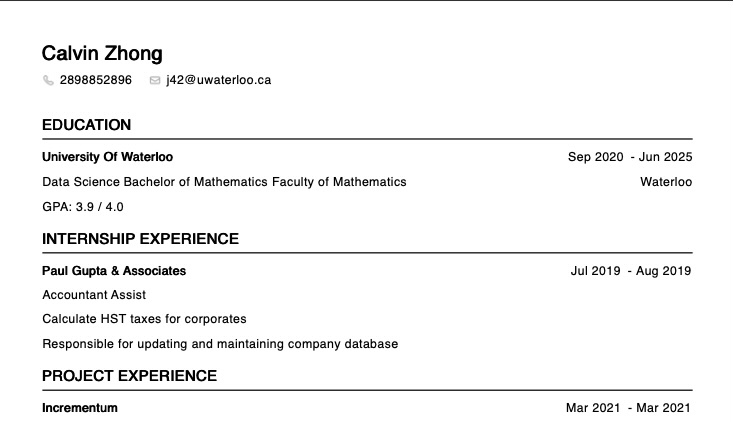 Calvin Zhong
2898852896 j42@uwaterloo.ca
EDUCATION
University Of Waterloo Sep 2020 - Jun 2025
Data Science Bachelor of Mathematics Faculty of Mathematics Waterloo
GPA: 3.9 / 4.0
INTERNSHIP EXPERIENCE
Paul Gupta & Associates Jul 2019 - Aug 2019
Accountant Assist
Calculate HST taxes for corporates
Responsible for updating and maintaining company database
PROJECT EXPERIENCE
Incrementum Mar 2021 - Mar 2021